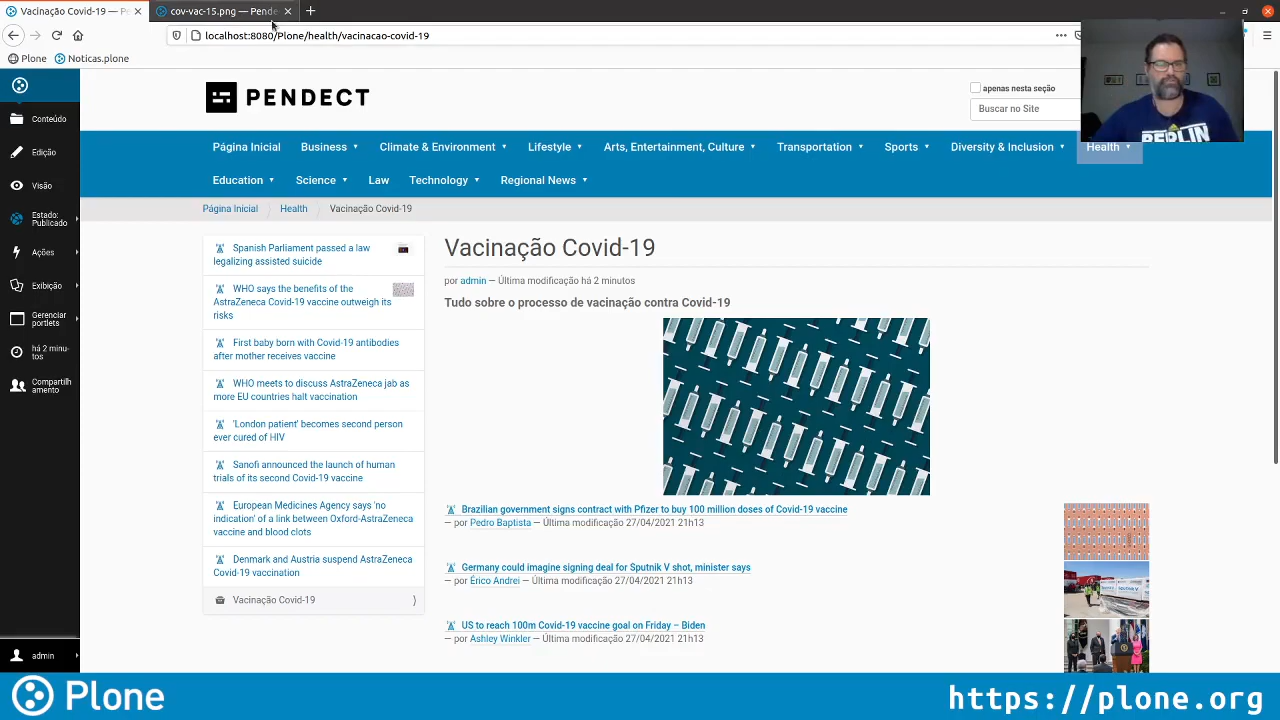 Vacinação Covid-19 — P
cov-vac-15.png — Pende
localhost:8080/Plone/health/vacinacao-covid-19
Plone
Noticas.plone
PENDECT
apenas nesta seção
Buscar no Site
BERLIN
Página Inicial
Business
Climate & Environment
Lifestyle
Arts, Entertainment, Culture
Transportation
Sports
Diversity & Inclusion
Health
Education
Science
Law
Technology
Regional News
Página Inicial
Health
Vacinação Covid-19
Conteúdo
Edição
Visão
Estado:
Publicado
Ações
Exibição
Gerenciar
portlets
há 2 minu-
tos
Compartilh
amento
admin
Spanish Parliament passed a law
legalizing assisted suicide
WHO says the benefits of the
AstraZeneca Covid-19 vaccine outweigh its
risks
First baby born with Covid-19 antibodies
after mother receives vaccine
WHO meets to discuss AstraZeneca jab as
more EU countries halt vaccination
'London patient' becomes second person
ever cured of HIV
Sanofi announced the launch of human
trials of its second Covid-19 vaccine
European Medicines Agency says 'no
indication' of a link between Oxford-AstraZeneca
vaccine and blood clots
Denmark and Austria suspend AstraZeneca
Covid-19 vaccination
Vacinação Covid-19
Vacinação Covid-19
por admin — Última modificação há 2 minutos
Tudo sobre o processo de vacinação contra Covid-19
Brazilian government signs contract with Pfizer to buy 100 million doses of Covid-19 vaccine
— por Pedro Baptista — Última modificação 27/04/2021 21h13
Germany could imagine signing deal for Sputnik V shot, minister says
— por Érico Andrei — Última modificação 27/04/2021 21h13
US to reach 100m Covid-19 vaccine goal on Friday – Biden
— por Ashley Winkler — Última modificação 27/04/2021 21h13
Plone
https://plone.org